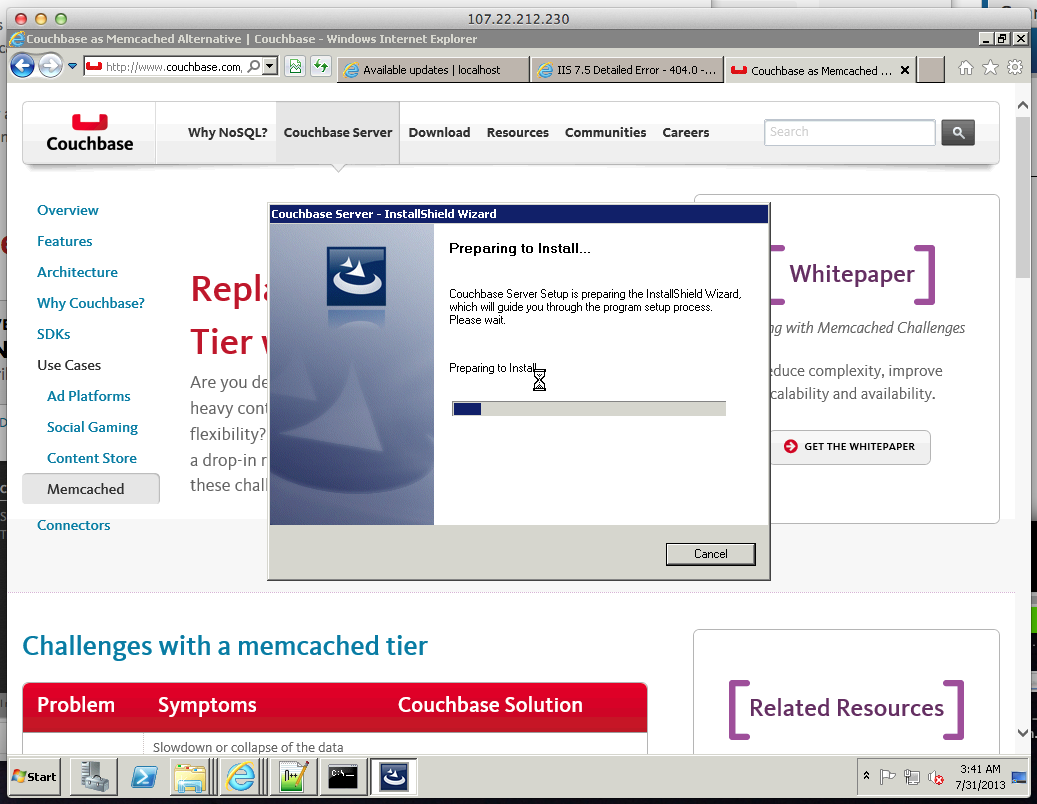 107.22.212.230
Couchbase as Memcached Alternative | Couchbase - Windows Internet Explorer
http://www.couchbase.com,
Available updates | localhost
IIS 7.5 Detailed Error - 404.0 -...
Couchbase as Memcached ...
Couchbase
Why NoSQL?
Couchbase Server
Download
Resources
Communities
Careers
Search
Overview
Features
Architecture
Why Couchbase?
SDKs
Use Cases
Ad Platforms
Social Gaming
Content Store
Memcached
Connectors
Repla
Tier
Are you de
heavy cont
flexibility?
a drop-in r
these chall
Couchbase Server - InstallShield Wizard
Preparing to Install...
Couchbase Server Setup is preparing the InstallShield Wizard,
which will guide you through the program setup process.
Please wait.
Preparing to Install
Cancel
Whitepaper
ng with Memcached Challenges
educe complexity, improve
calability and availability.
GET THE WHITEPAPER
Challenges with a memcached tier
Problem Symptoms Couchbase Solution
Slowdown or collapse of the data
Related Resources
Start
C:\
3:41 AM
7/31/2013